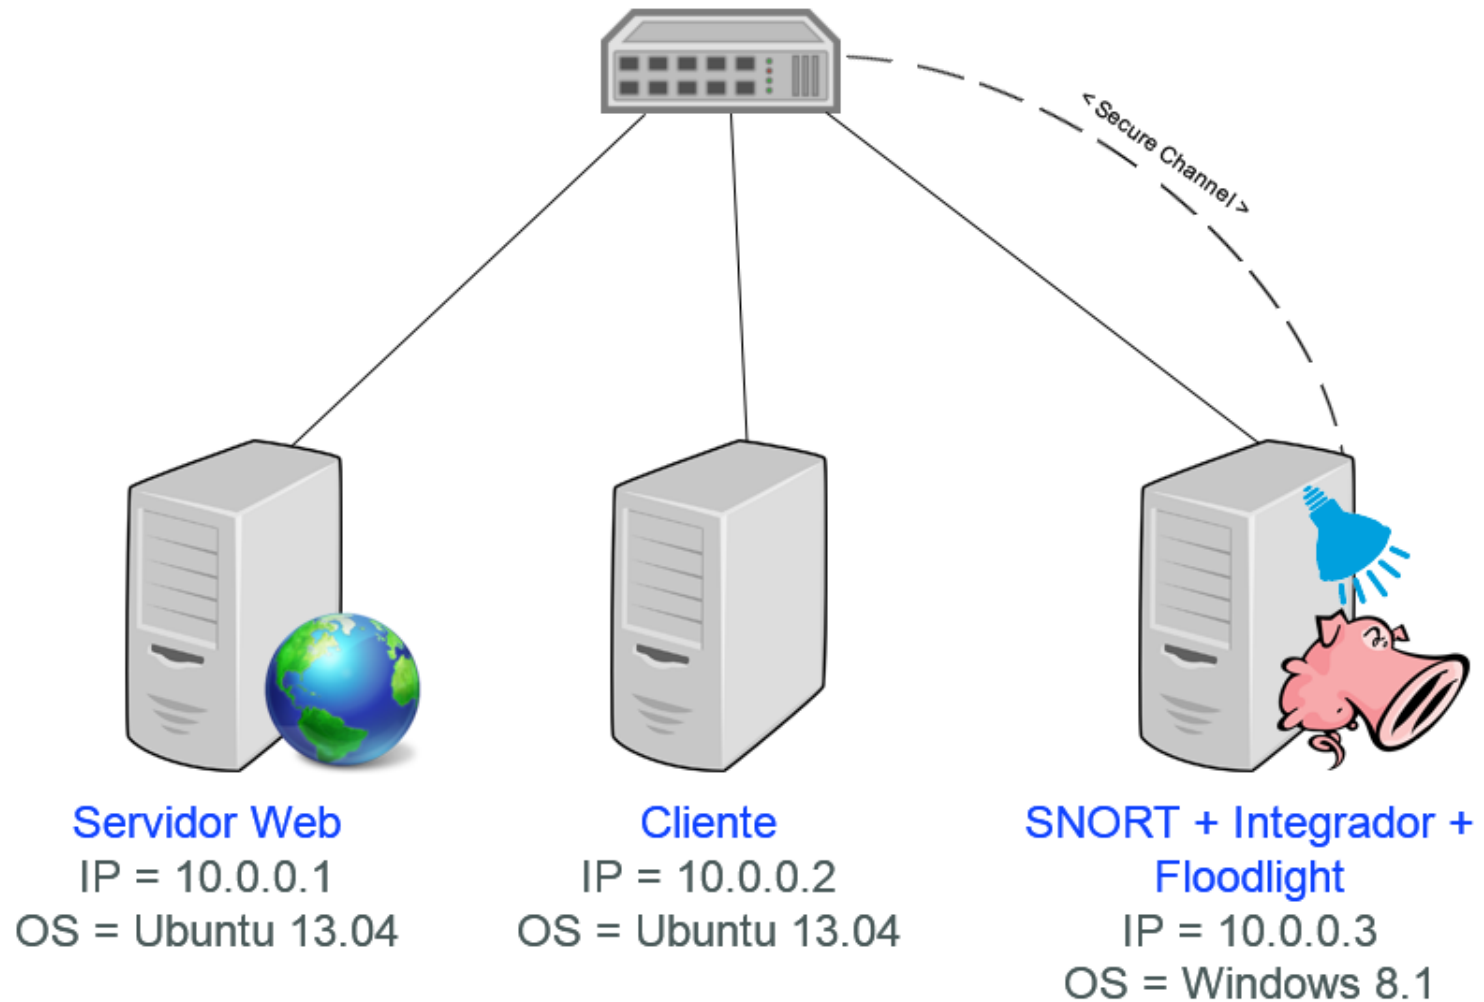 < Secure Channel >
Servidor Web
IP = 10.0.0.1
OS = Ubuntu 13.04
Cliente
IP = 10.0.0.2
OS = Ubuntu 13.04
SNORT + Integrador +
Floodlight
IP = 10.0.0.3
OS = Windows 8.1